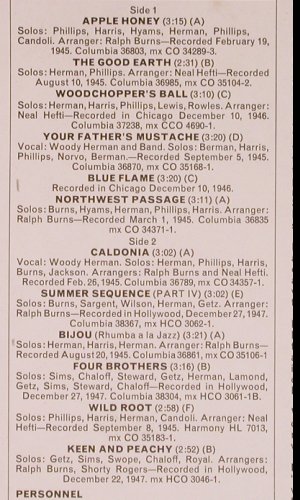 Side 1
APPLE HONEY (3:15) (A)
Solos: Phillips, Harris, Hyams, Herman, Phillips,
Candoli. Arranger: Ralph Burns—Recorded February 19,
1945. Columbia 36803, mx CO 34289-3.
THE GOOD EARTH (2:31) (B)
Solos: Herman, Phillips. Arranger: Neal Hefti—Recorded
August 10, 1945. Columbia 36985, mx CO 35104-2.
WOODCHOPPER'S BALL (3:10) (C)
Solos: Herman, Harris, Phillips, Lewis, Rowles. Arranger:
Neal Hefti—Recorded in Chicago December 10, 1946.
Columbia 37238, mx CCO 4690-1.
YOUR FATHER'S MUSTACHE (3:20) (D)
Vocal: Woody Herman and Band. Solos: Berman, Harris,
Phillips, Norvo, Berman.—Recorded September 5, 1945.
Columbia 36870, mx CO 35168-1.
BLUE FLAME (3:20) (C)
Recorded in Chicago December 10, 1946.
NORTHWEST PASSAGE (3:11) (A)
Solos: Burns, Hyams, Herman, Phillips, Harris. Arranger:
Ralph Burns—Recorded March 1, 1945. Columbia 36835
mx CO 34371-1.
Side 2
CALDONIA (3:02) (A)
Vocal: Woody Herman. Solos: Herman, Phillips, Harris,
Burns, Jackson. Arrangers: Ralph Burns and Neal Hefti.
Recorded Feb. 26, 1945. Columbia 36789, mx CO 34357-1.
SUMMER SEQUENCE (PART IV) (3:02) (E)
Solos: Burns, Sargent, Wilson, Herman, Getz. Arranger:
Ralph Burns—Recorded in Hollywood, December 27, 1947.
Columbia 38367, mx HCO 3062-1.
BIJOU (Rhumba a la Jazz) (3:21) (A)
Solos: Herman, Harris, Herman. Arranger: Ralph Burns—
Recorded August 20, 1945. Columbia 36861, mx CO 35106-1
FOUR BROTHERS (3:16) (B)
Solos: Sims, Chaloff, Steward, Getz, Herman, Lamond,
Getz, Sims, Steward, Chaloff—Recorded in Hollywood,
December 27, 1947. Columbia 38304, mx HCO 3061-1B.
WILD ROOT (2:58) (F)
Solos: Phillips, Harris, Herman, Candoli. Arranger: Neal
Hefti—Recorded September 8, 1945. Harmony HL 7013,
mx CO 35183-1.
KEEN AND PEACHY (2:52) (B)
Solos: Getz, Sims, Swope, Chaloff, Royal. Arrangers:
Ralph Burns, Shorty Rogers—Recorded in Hollywood,
December 22, 1947. mx HCO 3046-1.
PERSONNEL